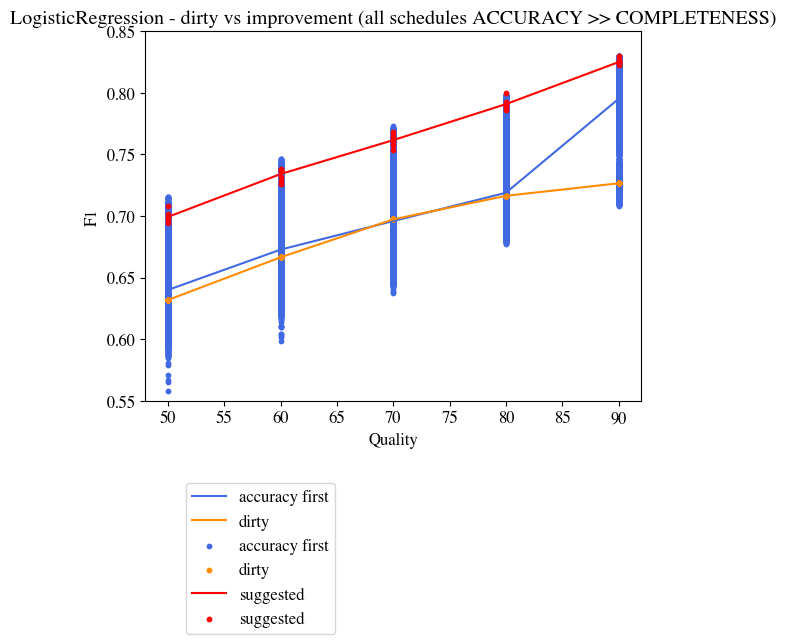 LogisticRegression - dirty vs improvement (all schedules ACCURACY >> COMPLETENESS)
0.85
0.80
0.75
0.70
0.65
0.60
0.55
F1
50 55 60 65 70 75 80 85 90
Quality
accuracy first
dirty
accuracy first
dirty
suggested
suggested